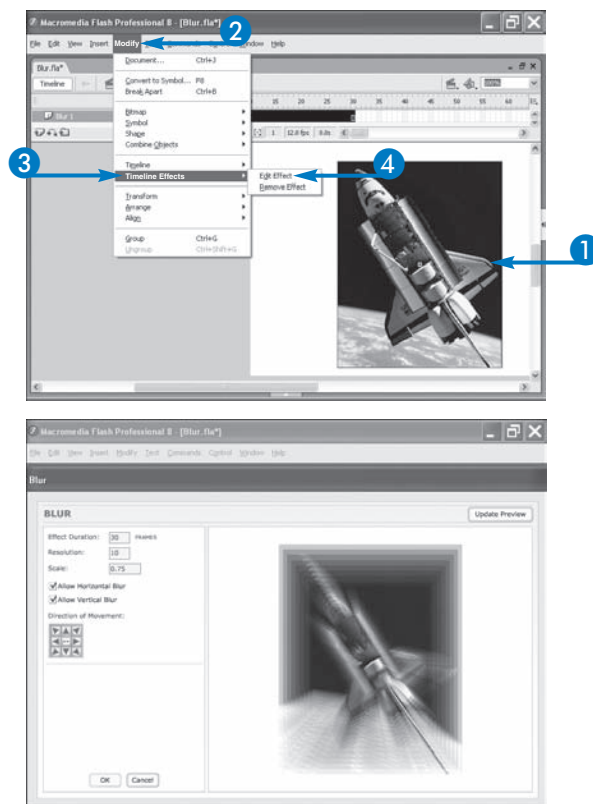 Macromedia Flash Professional 8 - [Blur.fla*]
File Edit View Insert Modify Window Help
2
Blur.fla*
Timeline
Document... Ctrl+J
Convert to Symbol... F8
Break Apart Ctrl+B
Bitmap
Symbol
Shape
Combine Objects
Timeline
Timeline Effects
Transform
Arrange
Align
Group Ctrl+G
Ungroup Ctrl+Shift+G
Edit Effect
Remove Effect
Blur 1
15 20 25 30 35 40 45 50 55 60 65
1 12.0 fps 0.0s
3
4
1
Macromedia Flash Professional 8 - [Blur.fla*]
File Edit View Insert Modify Text Commands Control Window Help
Blur
BLUR
Update Preview
Effect Duration: 30 FRAMES
Resolution: 10
Scale: 0.75
Allow Horizontal Blur
Allow Vertical Blur
Direction of Movement:
OK Cancel